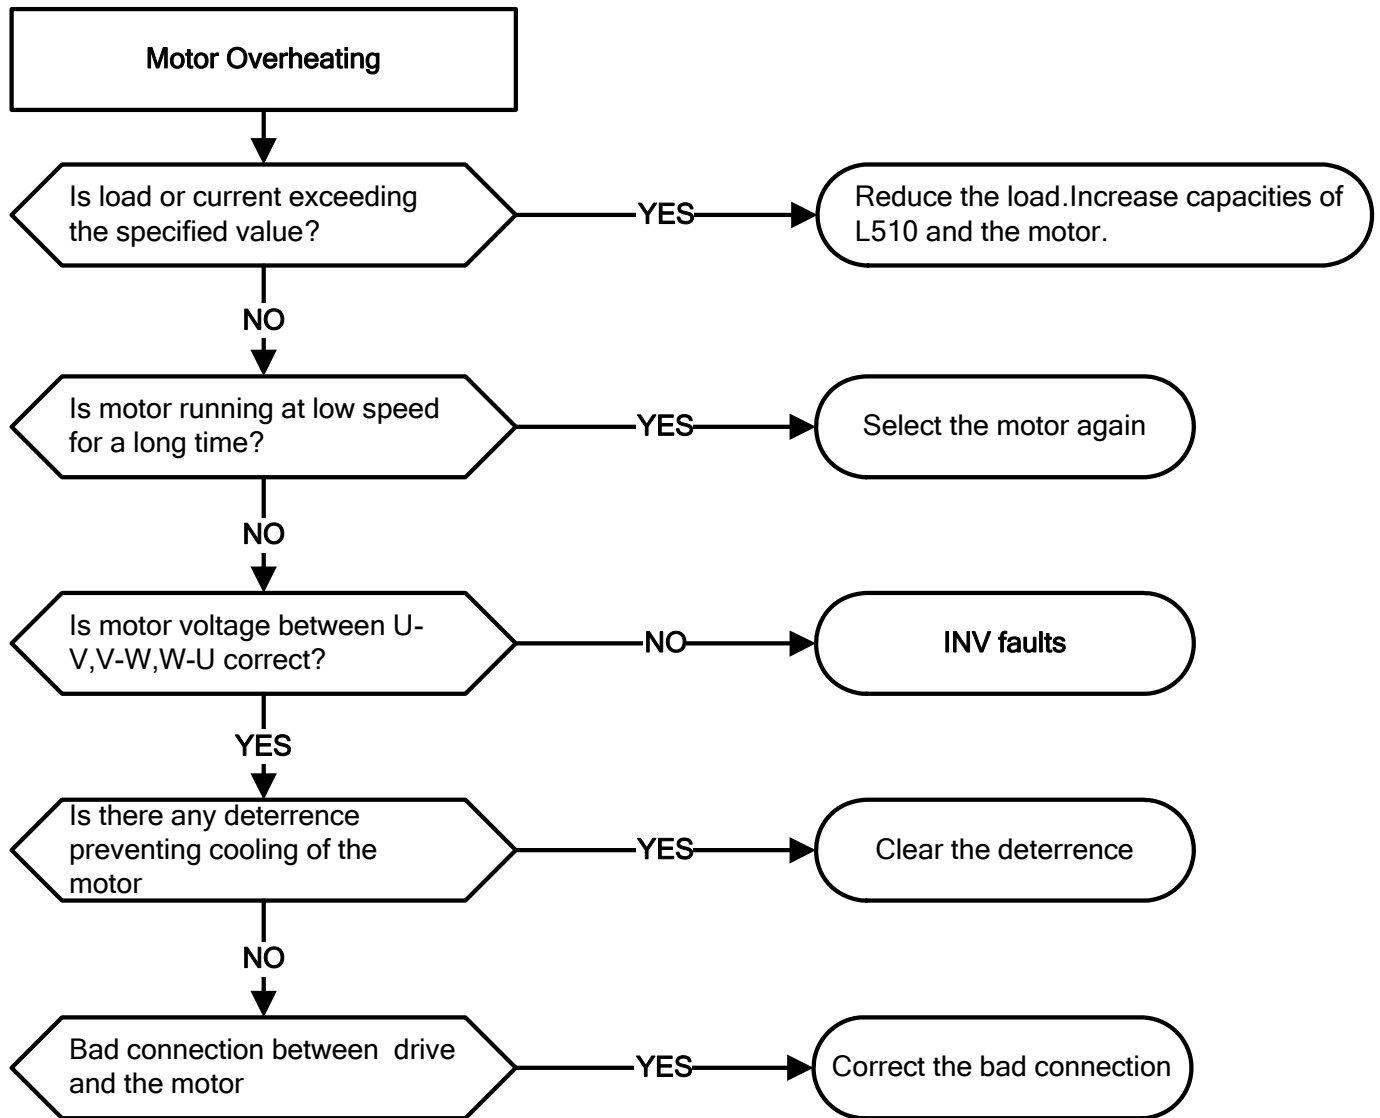 Motor Overheating
Is load or current exceeding
the specified value?
YES
Reduce the load.Increase capacities of
L510 and the motor.
NO
Is motor running at low speed
for a long time?
YES
Select the motor again
NO
Is motor voltage between U-
V,V-W,W-U correct?
NO
INV faults
YES
Is there any deterrence
preventing cooling of the
motor
YES
Clear the deterrence
NO
Bad connection between  drive
and the motor
YES
Correct the bad connection